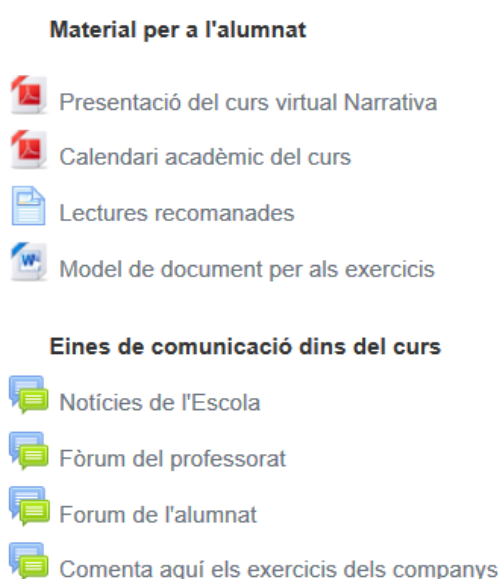 Material per a l'alumnat
Presentació del curs virtual Narrativa
Calendari acadèmic del curs
Lectures recomanades
Model de document per als exercicis
Eines de comunicació dins del curs
Notícies de l'Escola
Fòrum del professorat
Forum de l'alumnat
Comenta aquí els exercicis dels companys